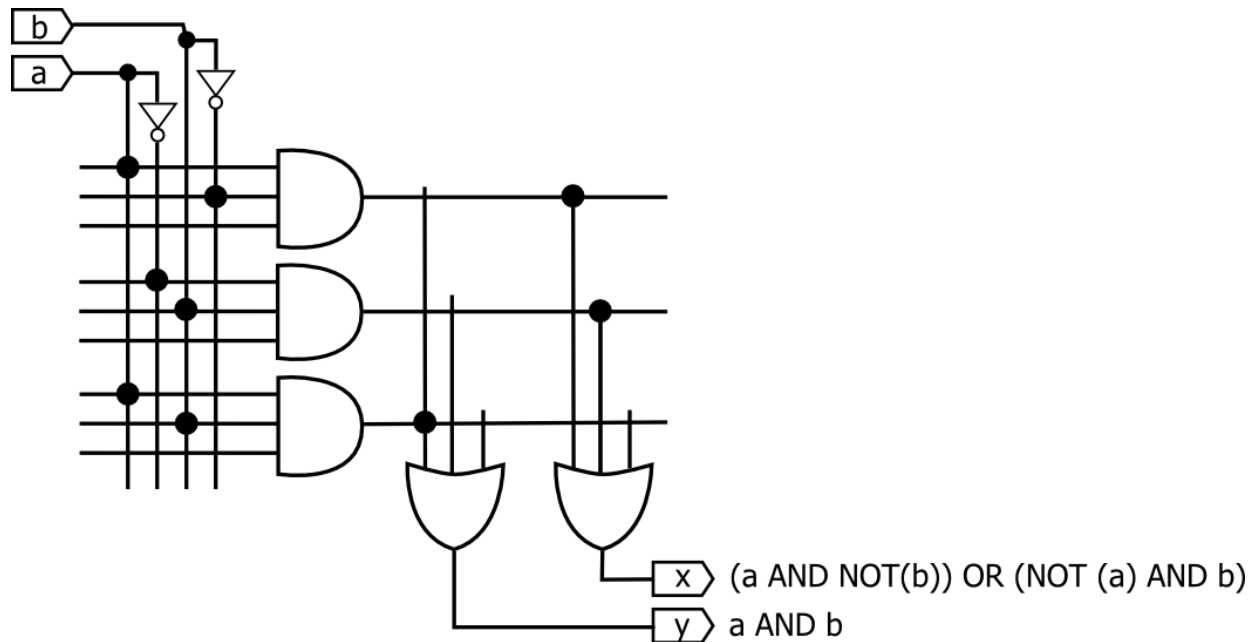 b
a
x (a AND NOT(b)) OR (NOT (a) AND b)
y a AND b